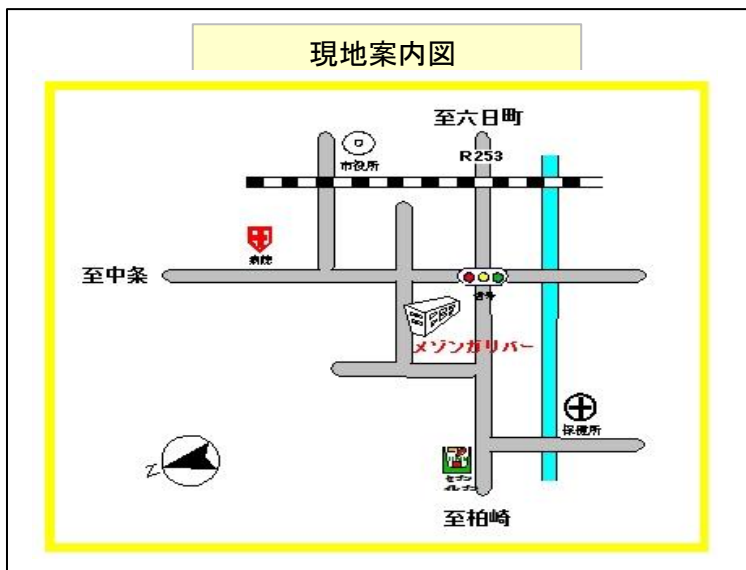 現地案内図
至六日町
R253
市役所
病院
至中条
信号
メゾンガリバー
保健所
Z
セブン
イレブン
至柏崎